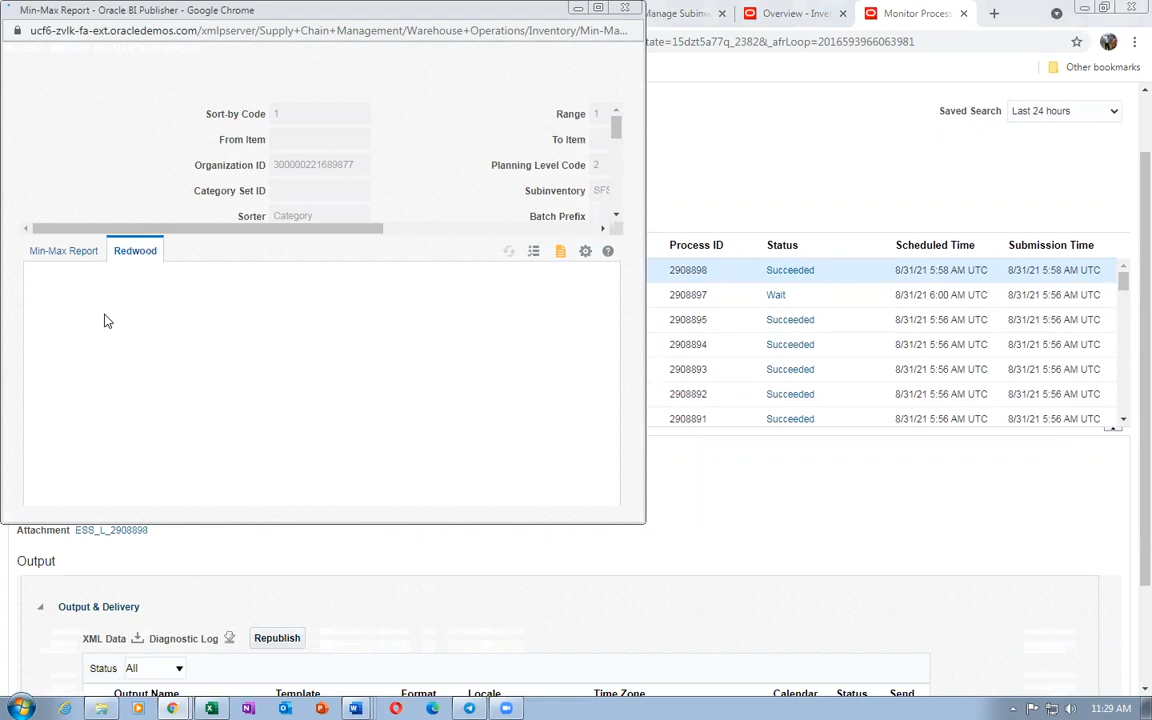 Min-Max Report - Oracle BI Publisher - Google Chrome
Manage Subinv
Overview - Inve
Monitor Process
ucf6-zvlk-fa-ext.oracledemos.com/xmlpserver/Supply+Chain+Management/Warehouse+Operations/Inventory/Min-Ma...
state=15dzt5a77q_2382&_afrLoop=2016593966063981
Other bookmarks
Sort-by Code 1 Range 1
Saved Search Last 24 hours
From Item To Item
Organization ID 300000221689877 Planning Level Code 2
Category Set ID Subinventory SFS
Sorter Category Batch Prefix
Min-Max Report Redwood
Process ID Status Scheduled Time Submission Time
2908898 Succeeded 8/31/21 5:58 AM UTC 8/31/21 5:58 AM UTC
2908897 Wait 8/31/21 6:00 AM UTC 8/31/21 5:56 AM UTC
2908895 Succeeded 8/31/21 5:56 AM UTC 8/31/21 5:56 AM UTC
2908894 Succeeded 8/31/21 5:56 AM UTC 8/31/21 5:56 AM UTC
2908893 Succeeded 8/31/21 5:56 AM UTC 8/31/21 5:56 AM UTC
2908892 Succeeded 8/31/21 5:56 AM UTC 8/31/21 5:56 AM UTC
2908891 Succeeded 8/31/21 5:56 AM UTC 8/31/21 5:56 AM UTC
Attachment ESS_L_2908898
Output
Output & Delivery
XML Data Diagnostic Log Republish
Status All
Output Name Template Format Locale Time Zone Calendar Status Send
11:29 AM